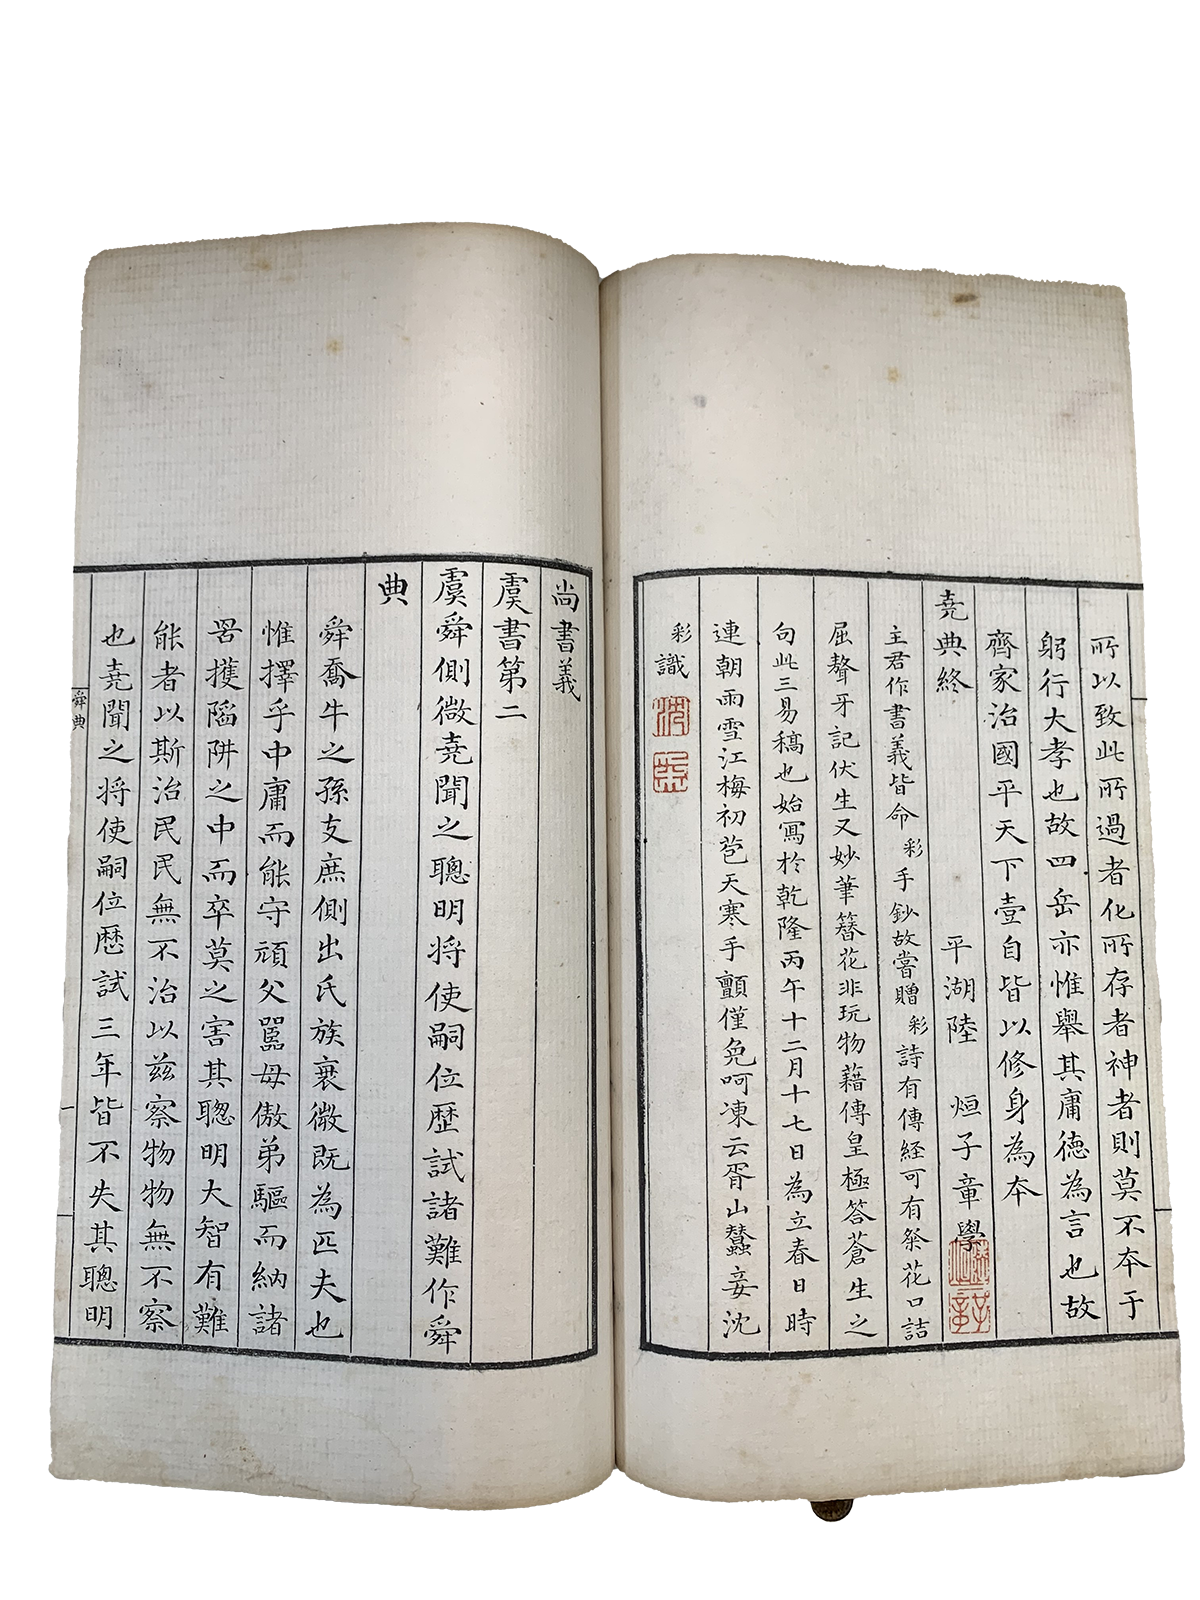 所以致此所過者化所存者神者則莫不本于
躬行大孝也故四岳亦惟舉其庸德為言也故
齊家治國平天下壹自皆以修身為本
堯典終 平湖陸 烜子章學
主君作書義皆命彩手鈔故嘗贈彩詩有傳経可有粲花口詰
屈聱牙記伏生又妙筆簪花非玩物藉傳皇極答蒼生之
句此三易稿也始寫於乾隆丙午十二月十七日為立春日時
連朝雨雪江梅初苞天寒手顫僅免呵凍云胥山蠶妾沈
彩識
尚書義
虞書第二
虞舜側微堯聞之聰明將使嗣位歷試諸難作舜
典
舜喬牛之孫支庶側出氏族衰微既為匹夫也
惟擇乎中庸而能守頑父嚚母傲弟驅而納諸
罟擭陷阱之中而卒莫之害其聰明大智有難
能者以斯治民民無不治以兹察物物無不察
也堯聞之将使嗣位歷試三年皆不失其聰明
舜典
一